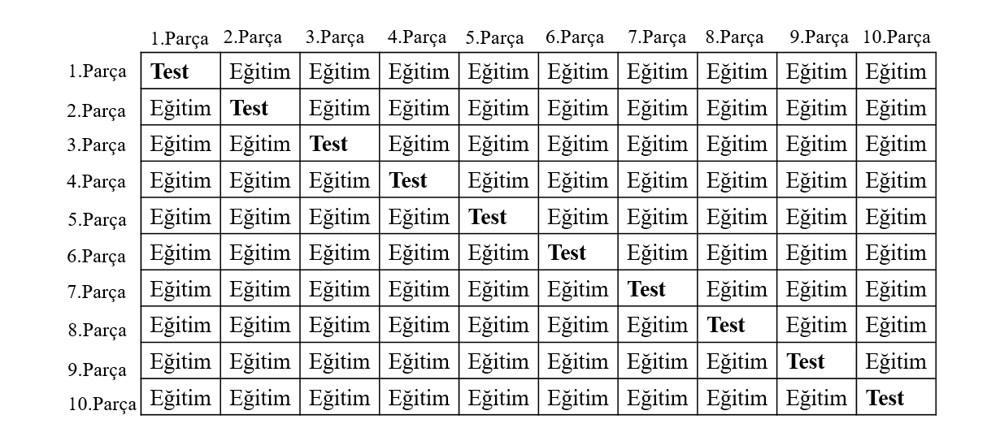 1.Parça 2.Parça 3.Parça 4.Parça 5.Parça 6.Parça 7.Parça 8.Parça 9.Parça 10.Parça
1.Parça Test Eğitim Eğitim Eğitim Eğitim Eğitim Eğitim Eğitim Eğitim Eğitim
2.Parça Eğitim Test Eğitim Eğitim Eğitim Eğitim Eğitim Eğitim Eğitim Eğitim
3.Parça Eğitim Eğitim Test Eğitim Eğitim Eğitim Eğitim Eğitim Eğitim Eğitim
4.Parça Eğitim Eğitim Eğitim Test Eğitim Eğitim Eğitim Eğitim Eğitim Eğitim
5.Parça Eğitim Eğitim Eğitim Eğitim Test Eğitim Eğitim Eğitim Eğitim Eğitim
6.Parça Eğitim Eğitim Eğitim Eğitim Eğitim Test Eğitim Eğitim Eğitim Eğitim
7.Parça Eğitim Eğitim Eğitim Eğitim Eğitim Eğitim Test Eğitim Eğitim Eğitim
8.Parça Eğitim Eğitim Eğitim Eğitim Eğitim Eğitim Eğitim Test Eğitim Eğitim
9.Parça Eğitim Eğitim Eğitim Eğitim Eğitim Eğitim Eğitim Eğitim Test Eğitim
10.Parça Eğitim Eğitim Eğitim Eğitim Eğitim Eğitim Eğitim Eğitim Eğitim Test